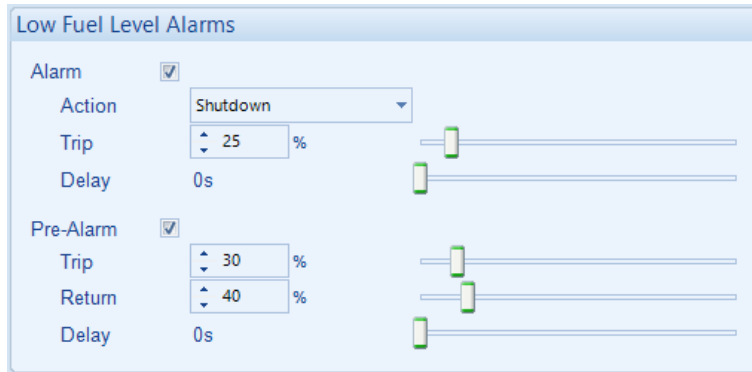 Low Fuel Level Alarms
Alarm
Action Shutdown
Trip 25 %
Delay 0s
Pre-Alarm
Trip 30 %
Return 40 %
Delay 0s